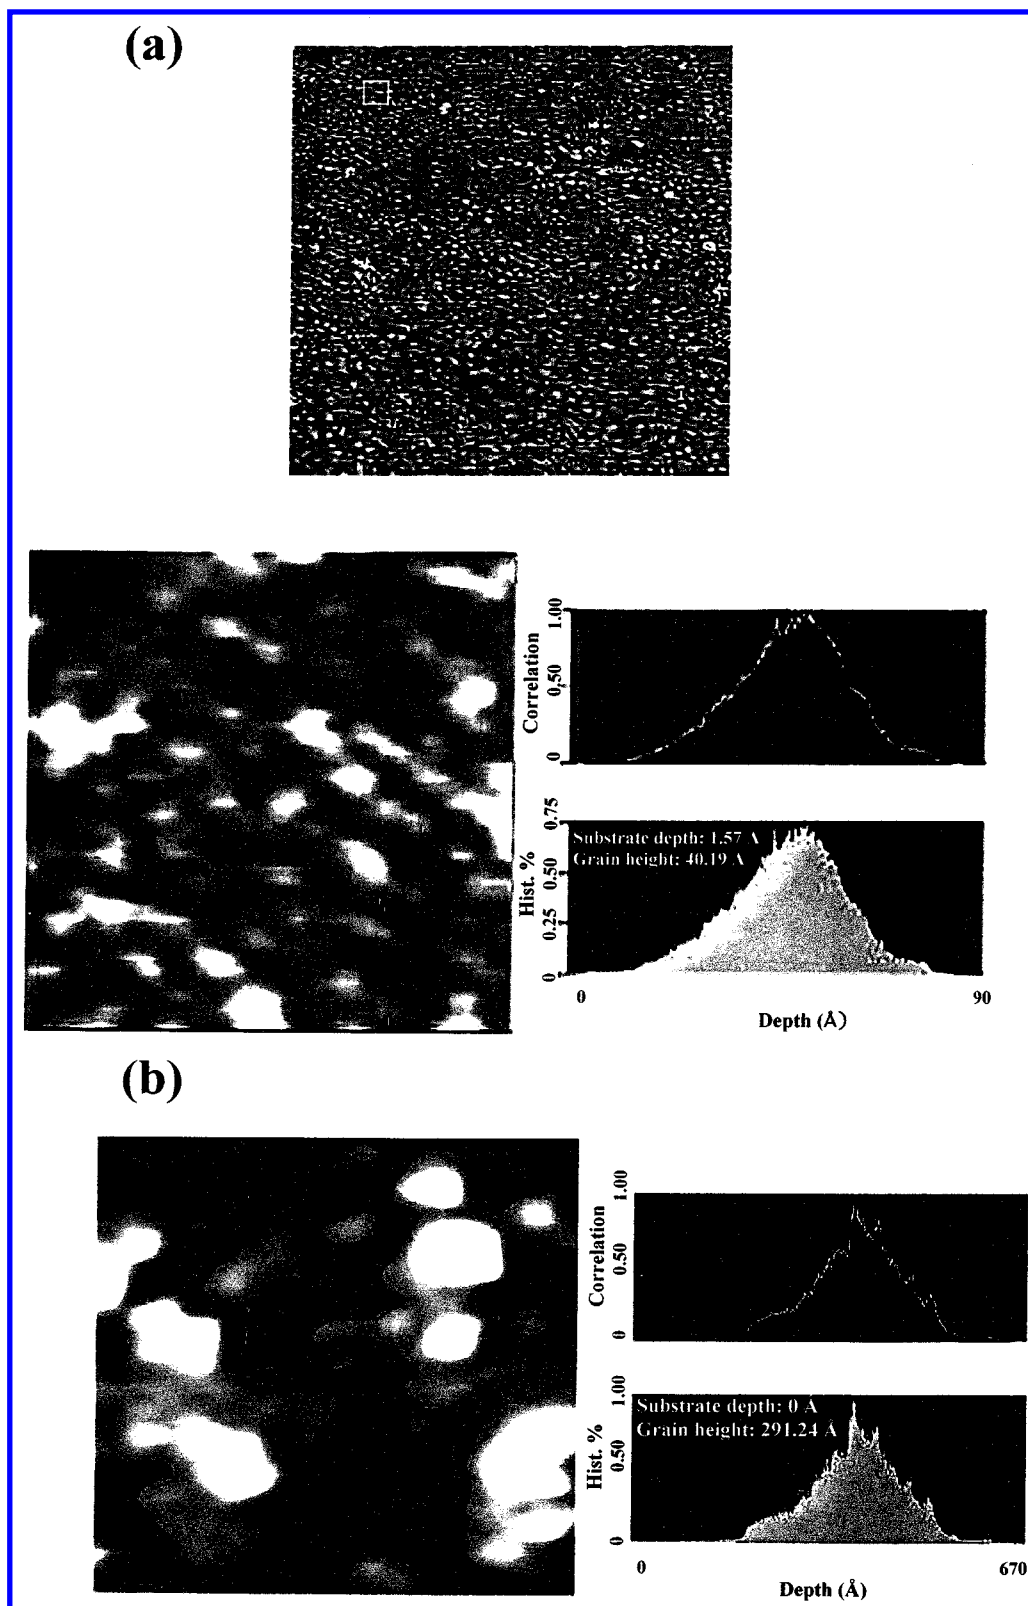 (a)
1.00
0.50
0
Correlation
0.75
0.50
0.25
0
Hist. %
Substrate depth: 1.57 Å
Grain height: 40.19 Å
0
90
Depth (Å)
(b)
1.00
0.50
0
Correlation
1.00
0.50
0
Hist. %
Substrate depth: 0 Å
Grain height: 291.24 Å
0
670
Depth (Å)